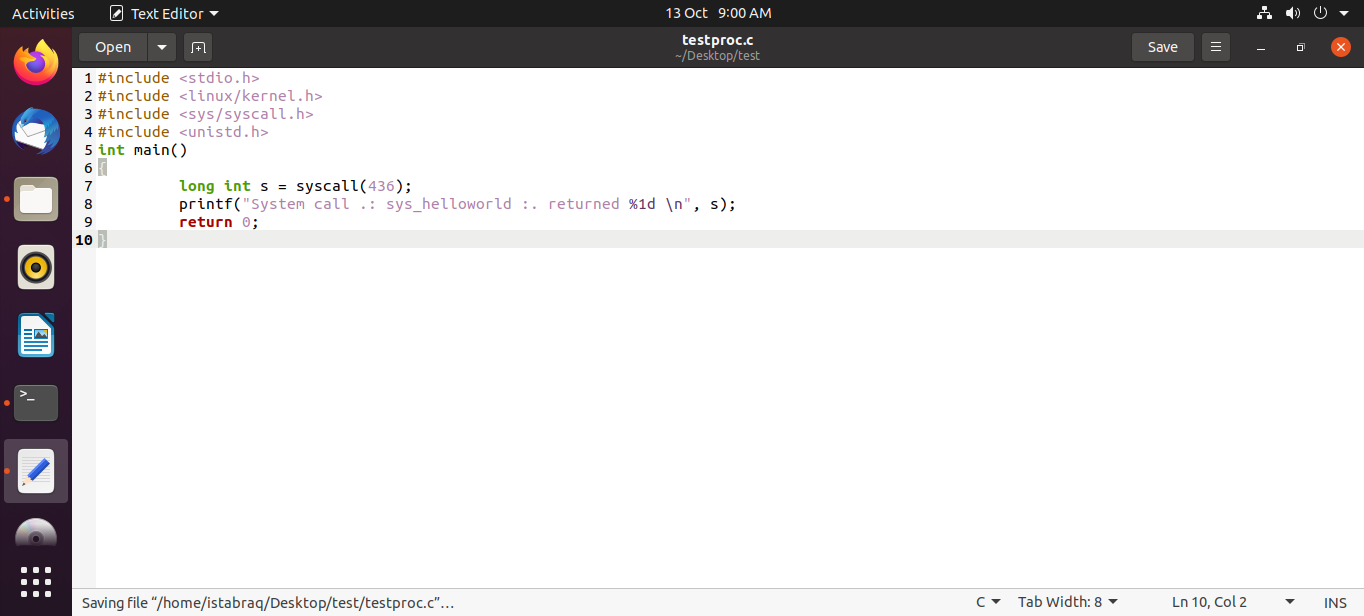 Activities Text Editor 13 Oct 9:00 AM
Open testproc.c Save
~/Desktop/test
1 #include <stdio.h>
2 #include <linux/kernel.h>
3 #include <sys/syscall.h>
4 #include <unistd.h>
5 int main()
6 {
7 long int s = syscall(436);
8 printf("System call .: sys_helloworld :. returned %1d \n", s);
9 return 0;
10 }
>_
Saving file “/home/istabraq/Desktop/test/testproc.c”… C Tab Width: 8 Ln 10, Col 2 INS